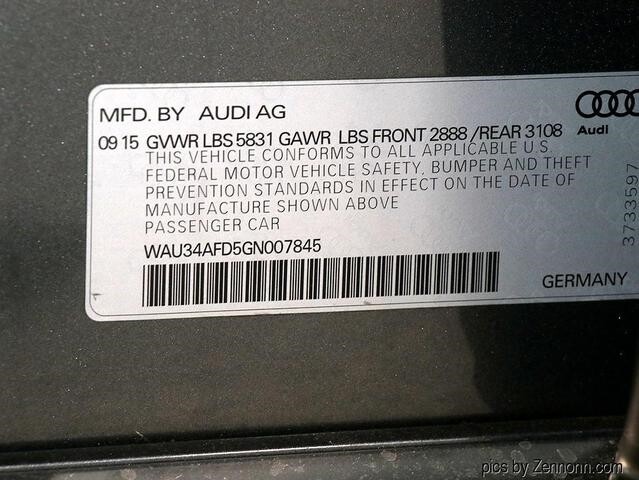 MFD. BY AUDI AG
Audi
09 15 GVWR LBS 5831 GAWR LBS FRONT 2888 /REAR 3108
THIS VEHICLE CONFORMS TO ALL APPLICABLE U.S.
FEDERAL MOTOR VEHICLE SAFETY, BUMPER AND THEFT
PREVENTION STANDARDS IN EFFECT ON THE DATE OF
MANUFACTURE SHOWN ABOVE
PASSENGER CAR
WAU34AFD5GN007845
3733597
GERMANY
pics by Zennonn.com